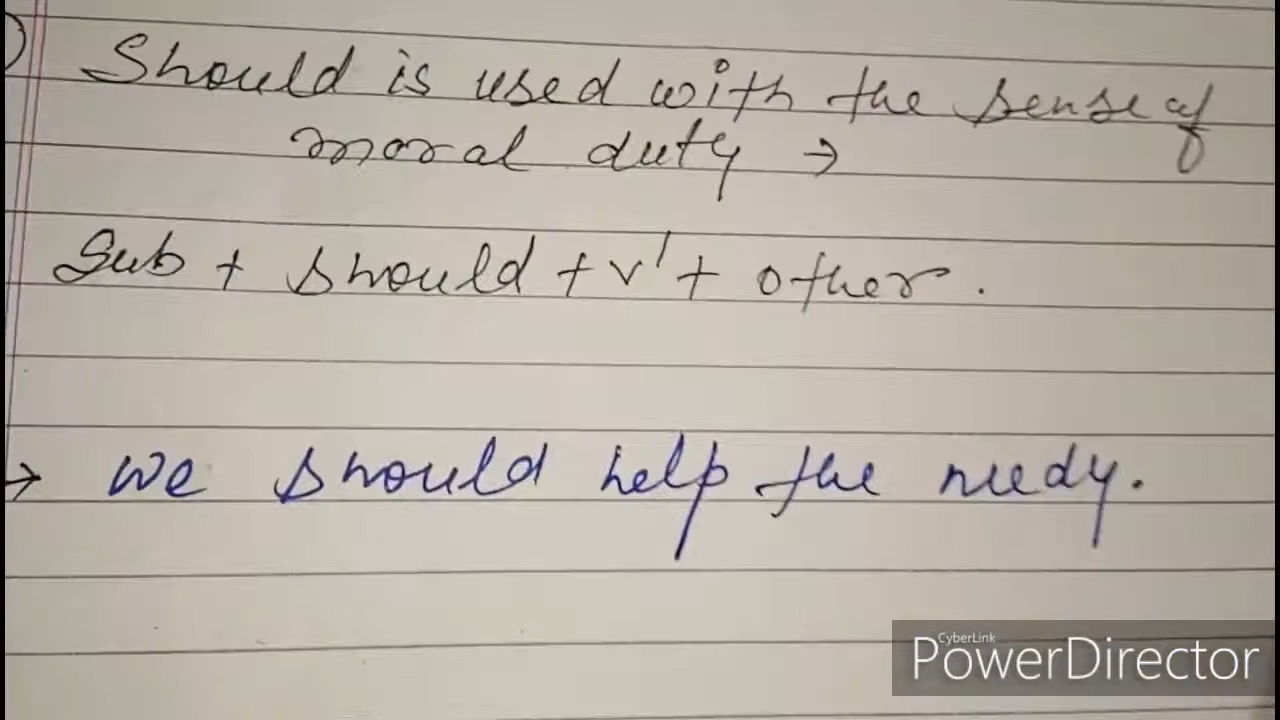 ) Should is used with the sense of
moral duty →
Sub + should + v¹ + other .
→ we should help the needy.
CyberLink
PowerDirector